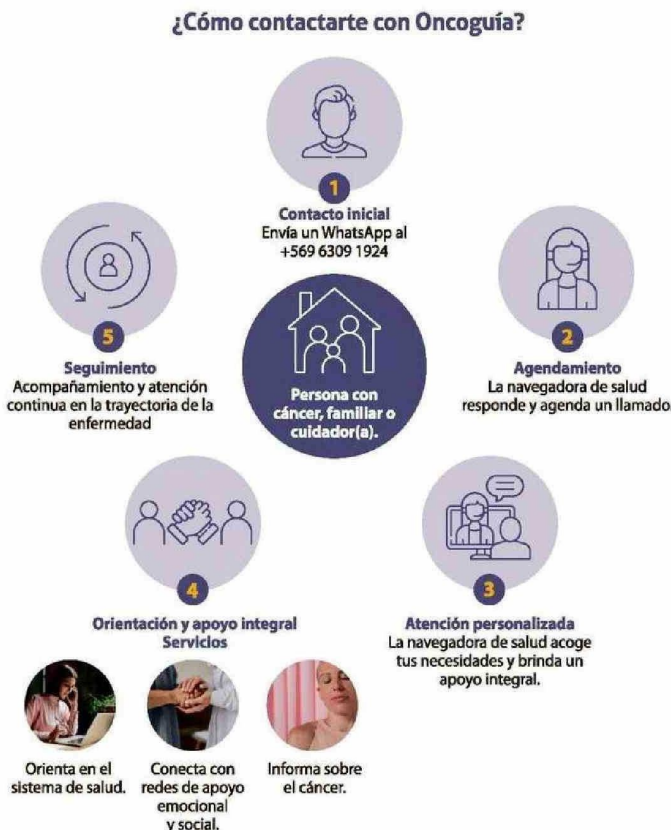 ¿Cómo contactarte con Oncoguía?
1
Contacto inicial
Envía un WhatsApp al
+569 6309 1924
2
Agendamiento
La navegadora de salud
responde y agenda un llamado
3
Atención personalizada
La navegadora de salud acoge
tus necesidades y brinda un
apoyo integral.
4
Orientación y apoyo integral
Servicios
Orienta en el
sistema de salud.
Conecta con
redes de apoyo
emocional
y social.
Informa sobre
el cáncer.
5
Seguimiento
Acompañamiento y atención
continua en la trayectoria de la
enfermedad
Persona con
cáncer, familiar o
cuidador(a).